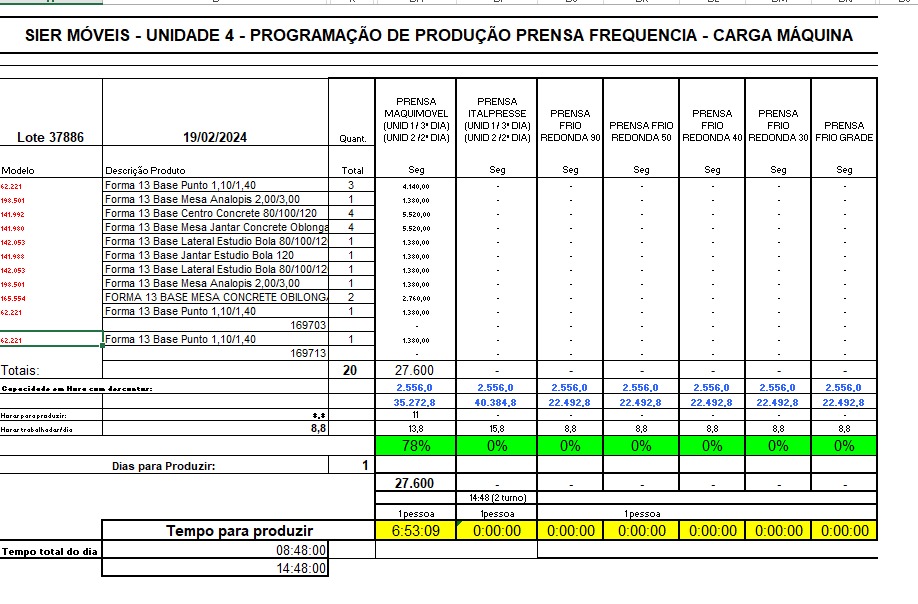 SIER MÓVEIS - UNIDADE 4 - PROGRAMAÇÃO DE PRODUÇÃO PRENSA FREQUENCIA - CARGA MÁQUINA
Lote 37886 19/02/2024 Quant. PRENSA MAQUIMOVEL (UNID 1 / 3ª DIA) (UNID 2 /2ª DIA) PRENSA ITALPRESSE (UNID 1 / 3ª DIA) (UNID 2 /2ª DIA) PRENSA FRIO REDONDA 90 PRENSA FRIO REDONDA 50 PRENSA FRIO REDONDA 40 PRENSA FRIO REDONDA 30 PRENSA FRIO GRADE
Modelo Descrição Produto Total Seg Seg Seg Seg Seg Seg Seg
62.221 Forma 13 Base Punto 1,10/1,40 3 4.140,00 - - - - - -
198.501 Forma 13 Base Mesa Analopis 2,00/3,00 1 1.380,00 - - - - - -
141.992 Forma 13 Base Centro Concrete 80/100/120 4 5.520,00 - - - - - -
141.980 Forma 13 Base Mesa Jantar Concrete Oblonga 4 5.520,00 - - - - - -
142.053 Forma 13 Base Lateral Estudio Bola 80/100/12 1 1.380,00 - - - - - -
141.988 Forma 13 Base Jantar Estudio Bola 120 1 1.380,00 - - - - - -
142.053 Forma 13 Base Lateral Estudio Bola 80/100/12 1 1.380,00 - - - - - -
198.501 Forma 13 Base Mesa Analopis 2,00/3,00 1 1.380,00 - - - - - -
165.554 FORMA 13 BASE MESA CONCRETE OBILONGA 2 2.760,00 - - - - - -
62.221 Forma 13 Base Punto 1,10/1,40 1 1.380,00 - - - - - -
169703 - - - - - - -
62.221 Forma 13 Base Punto 1,10/1,40 1 1.380,00 - - - - - -
169713 - - - - - - -
Totais: 20 27.600 - - - - - -
Capacidade em Hora com descontos: 2.556,0 2.556,0 2.556,0 2.556,0 2.556,0 2.556,0 2.556,0
35.272,8 40.384,8 22.492,8 22.492,8 22.492,8 22.492,8 22.492,8
Horas para produzir: 8,8 11 - - - - - -
Horas trabalhadas/dia 8,8 13,8 15,8 8,8 8,8 8,8 8,8 8,8
78% 0% 0% 0% 0% 0% 0%
Dias para Produzir: 1
27.600 - - - - - -
14:48 (2 turno)
1 pessoa 1 pessoa 1 pessoa
Tempo para produzir 6:53:09 0:00:00 0:00:00 0:00:00 0:00:00 0:00:00 0:00:00
Tempo total do dia 08:48:00
14:48:00